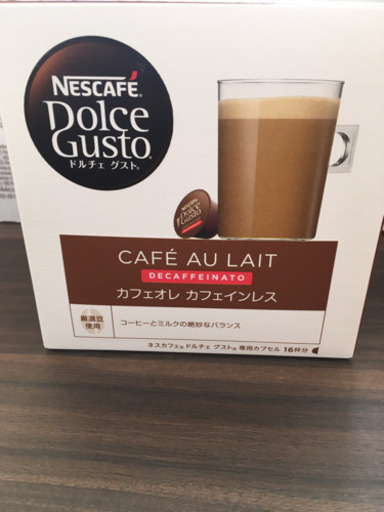 NESCAFÉ
Dolce
Gusto
ドルチェ グスト®
CAFÉ AU LAIT
DECAFFEINATO
カフェオレ カフェインレス
厳選豆
使用
コーヒーとミルクの絶妙なバランス
ネスカフェ® ドルチェ グスト® 専用カプセル 16杯分